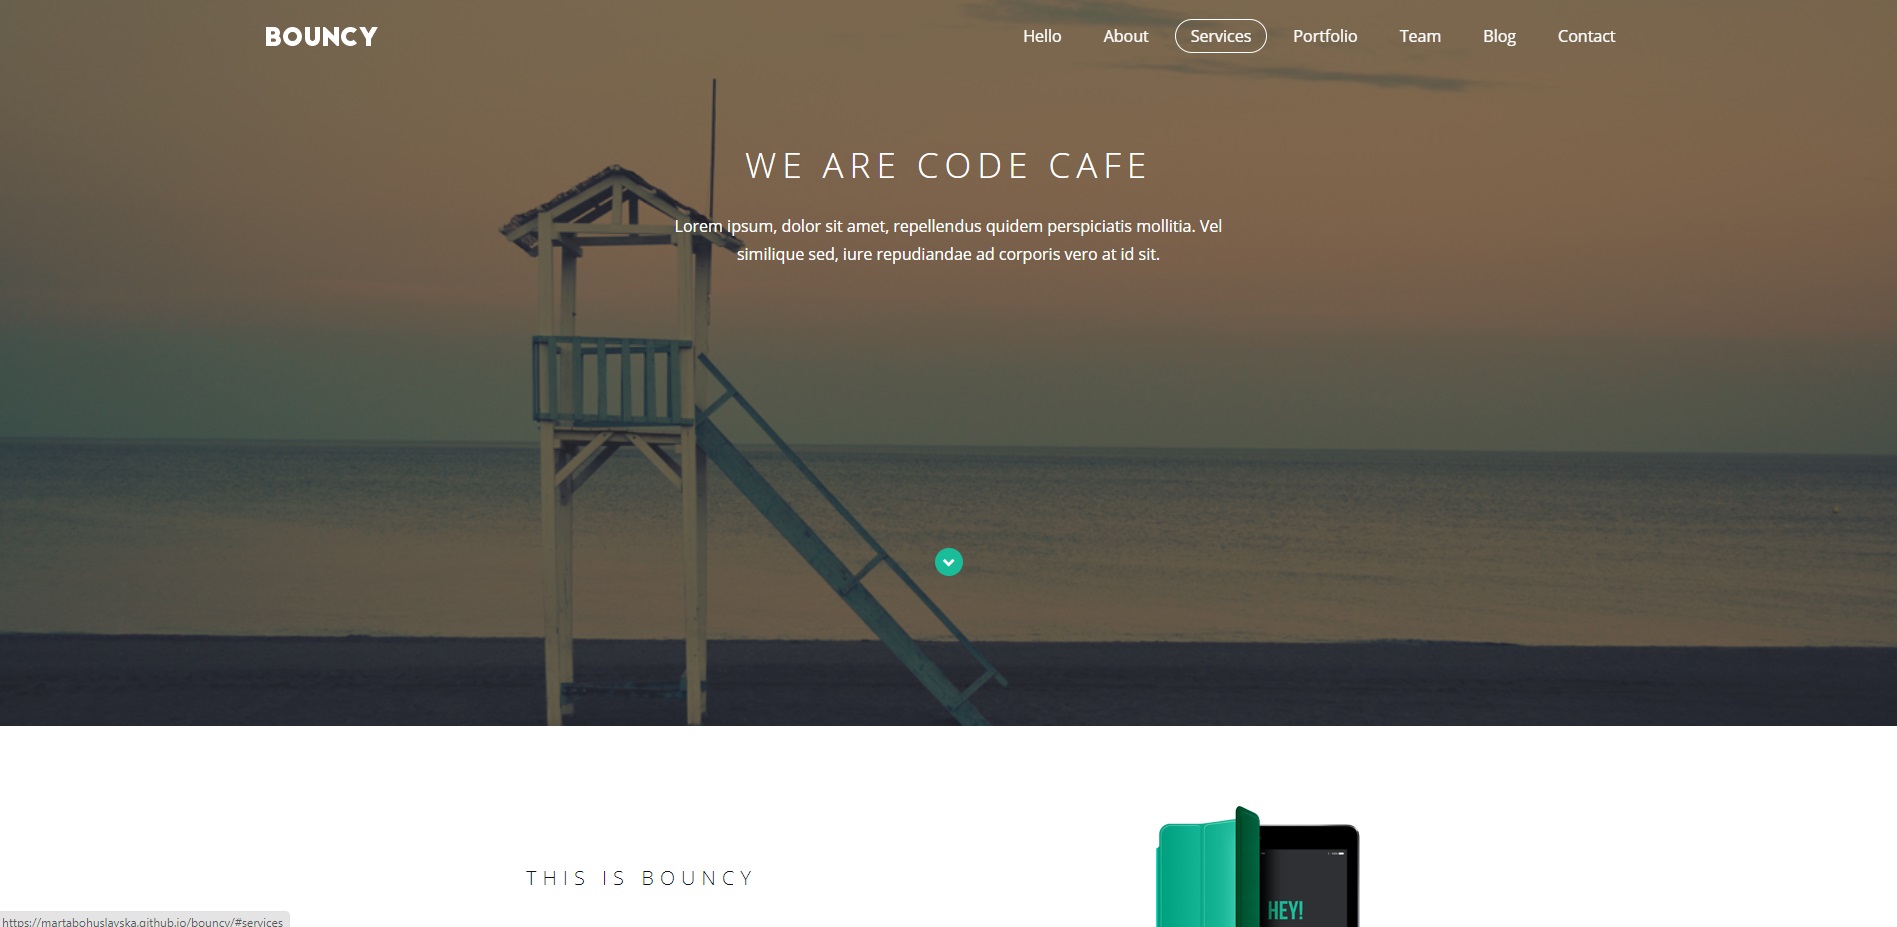 BOUNCY
Hello About Services Portfolio Team Blog Contact
WE ARE CODE CAFE
Lorem ipsum, dolor sit amet, repellendus quidem perspiciatis mollitia. Vel
similique sed, iure repudiandae ad corporis vero at id sit.
THIS IS BOUNCY
HEY!
https://martabohuslavska.github.io/bouncy/#services